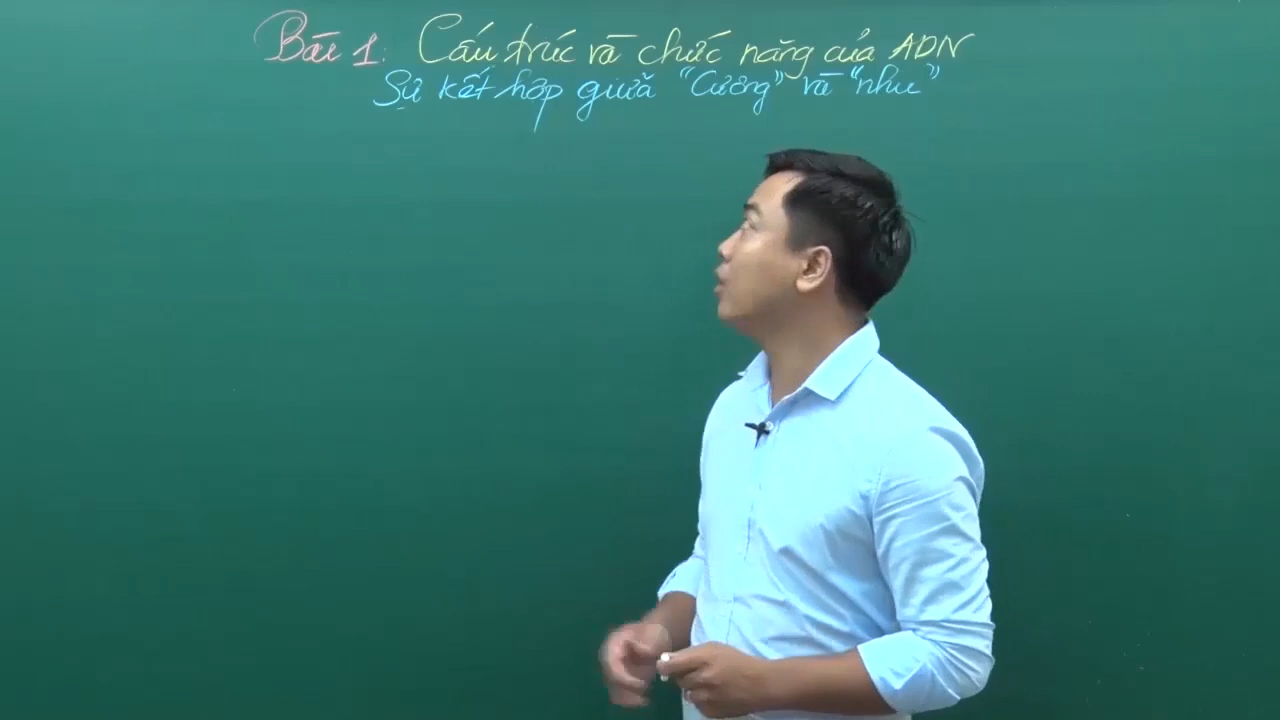 Bài 1: Cấu trúc và chức năng của ADN
Sự kết hợp giữa "Cương" và "nhu"